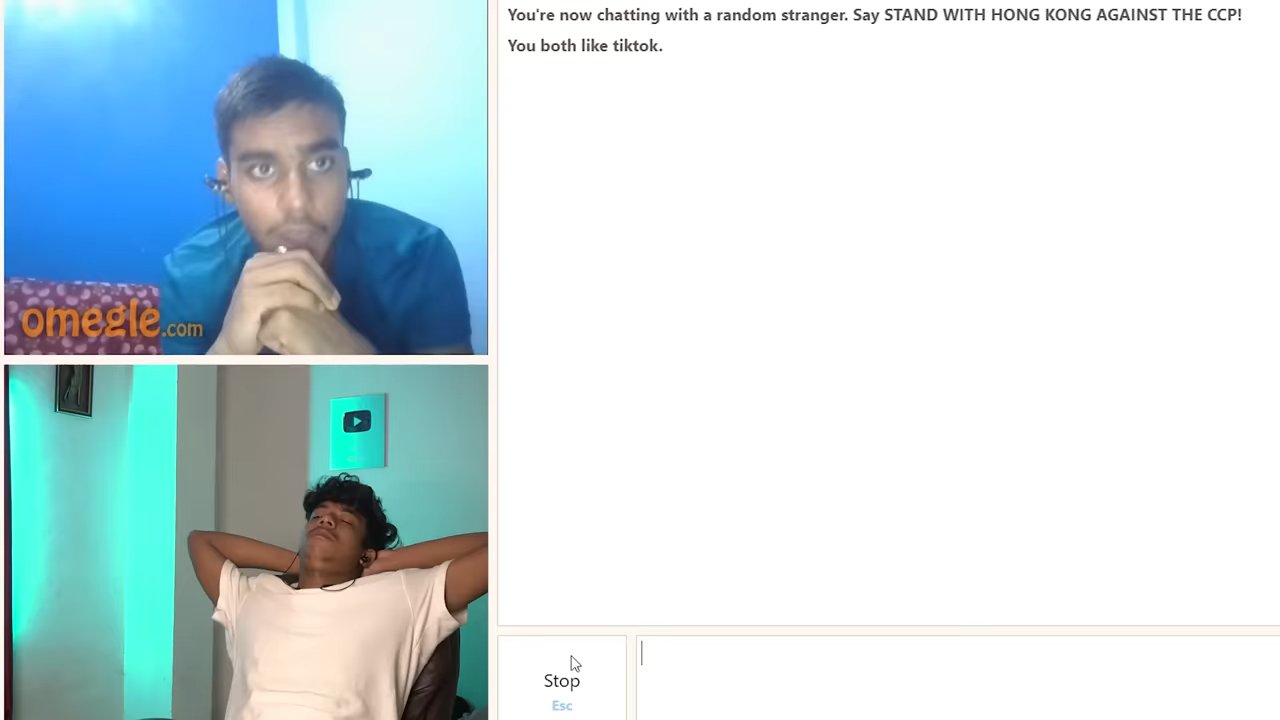 You're now chatting with a random stranger. Say STAND WITH HONG KONG AGAINST THE CCP!
You both like tiktok.
omegle.com
Stop
Esc